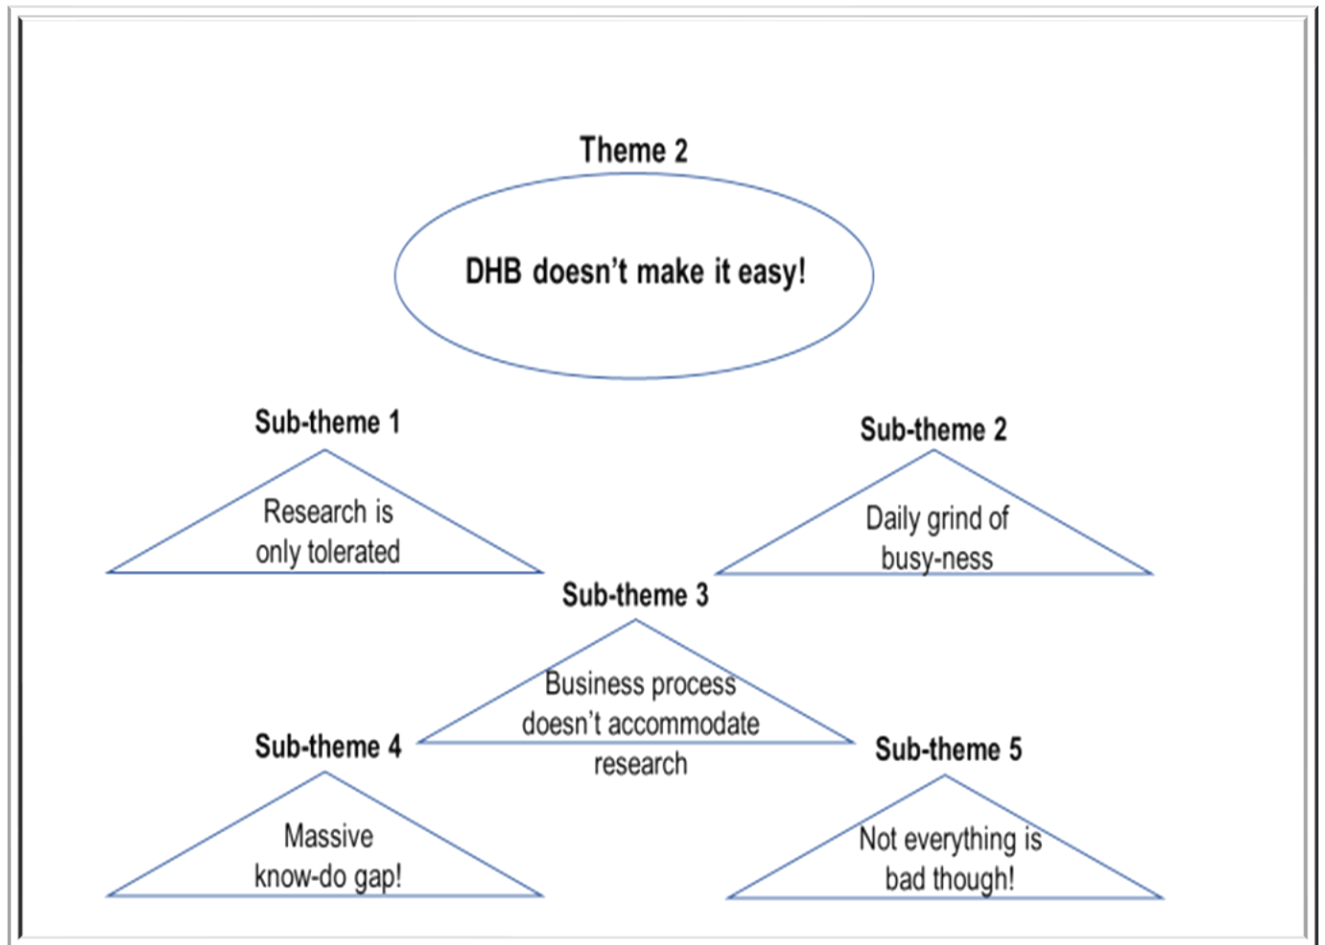 Theme 2
DHB doesn't make it easy!
Sub-theme 1
Research is
only tolerated
Sub-theme 2
Daily grind of
busy-ness
Sub-theme 3
Business process
doesn't accommodate
research
Sub-theme 4
Massive
know-do gap!
Sub-theme 5
Not everything is
bad though!